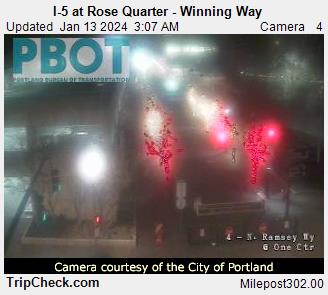 I-5 at Rose Quarter - Winning Way
Updated Jan 13 2024 3:07 AM Camera 4
PBOT
PORTLAND BUREAU OF TRANSPORTATION
4 - N. Ramsey Wy
@ One Ctr
Camera courtesy of the City of Portland
TripCheck.com Milepost302.00